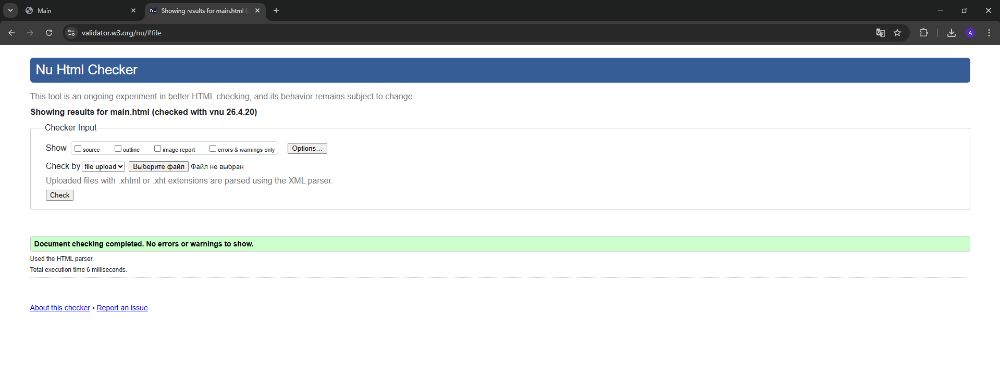 Main
nu Showing results for main.html (
validator.w3.org/nu/#file
A
Nu Html Checker
This tool is an ongoing experiment in better HTML checking, and its behavior remains subject to change
Showing results for main.html (checked with vnu 26.4.20)
Checker Input
Show source outline image report errors & warnings only Options...
Check by file upload Выберите файл Файл не выбран
Uploaded files with .xhtml or .xht extensions are parsed using the XML parser.
Check
Document checking completed. No errors or warnings to show.
Used the HTML parser.
Total execution time 6 milliseconds.
About this checker • Report an issue